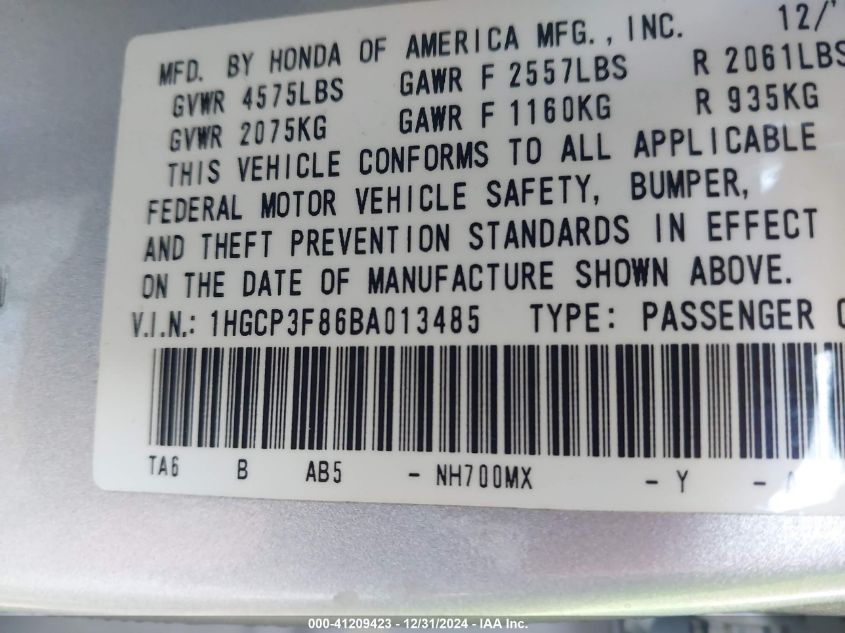 MFD. BY HONDA OF AMERICA MFG., INC. 12/
GVWR 4575LBS GAWR F 2557LBS R 2061LBS
GVWR 2075KG GAWR F 1160KG R 935KG
THIS VEHICLE CONFORMS TO ALL APPLICABLE
FEDERAL MOTOR VEHICLE SAFETY, BUMPER,
AND THEFT PREVENTION STANDARDS IN EFFECT
ON THE DATE OF MANUFACTURE SHOWN ABOVE.
V.I.N.: 1HGCP3F86BA013485 TYPE: PASSENGER
TA6 B AB5 - NH700MX - Y -
000-41209423 - 12/31/2024 - IAA Inc.